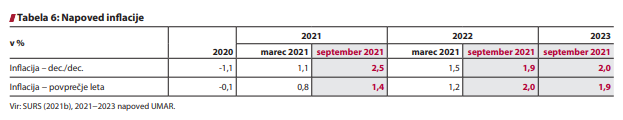 Tabela 6: Napoved inflacije
v % 2020 2021 2022 2023
marec 2021 september 2021 marec 2021 september 2021 september 2021
Inflacija – dec./dec. -1,1 1,1 2,5 1,5 1,9 2,0
Inflacija – povprečje leta -0,1 0,8 1,4 1,2 2,0 1,9
Vir: SURS (2021b), 2021–2023 napoved UMAR.